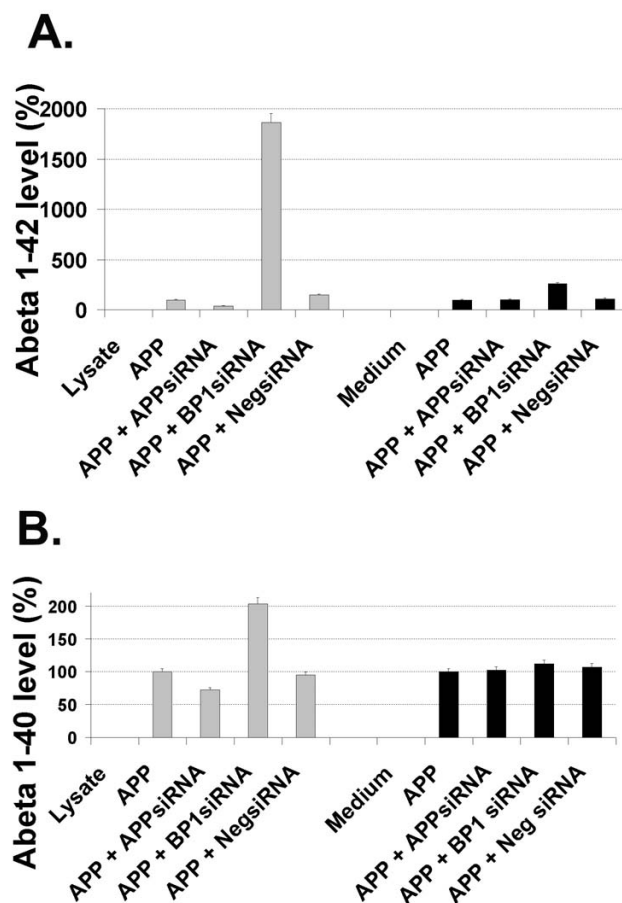 A.
Abeta 1-42 level (%)
2000
1500
1000
500
0
Lysate
APP
APP + APPsiRNA
APP + BP1siRNA
APP + NegsiRNA
Medium
APP
APP + APPsiRNA
APP + BP1siRNA
APP + NegsiRNA
B.
Abeta 1-40 level (%)
200
150
100
50
0
Lysate
APP
APP + APPsiRNA
APP + BP1siRNA
APP + NegsiRNA
Medium
APP
APP + APPsiRNA
APP + BP1 siRNA
APP + Neg siRNA